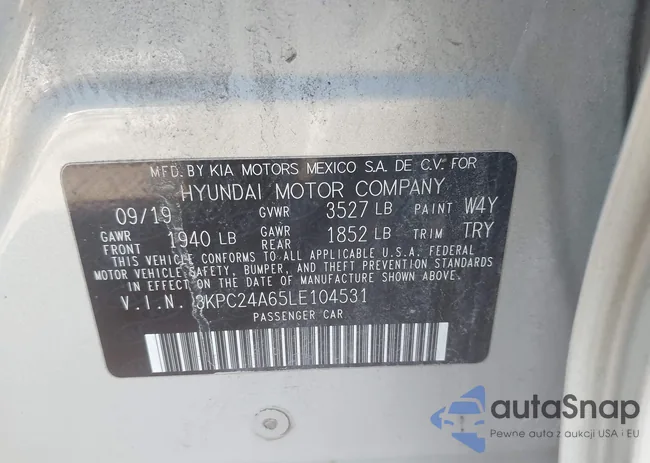 MFD. BY KIA MOTORS MEXICO S.A. DE C.V. FOR
HYUNDAI MOTOR COMPANY
09/19 GVWR 3527 LB PAINT W4Y
GAWR FRONT 1940 LB GAWR REAR 1852 LB TRIM TRY
THIS VEHICLE CONFORMS TO ALL APPLICABLE U.S.A. FEDERAL
MOTOR VEHICLE SAFETY, BUMPER, AND THEFT PREVENTION STANDARDS
IN EFFECT ON THE DATE OF MANUFACTURE SHOWN ABOVE.
V.I.N. 3KPC24A65LE104531
PASSENGER CAR
autoSnap
Pewne auta z aukcji USA i EU